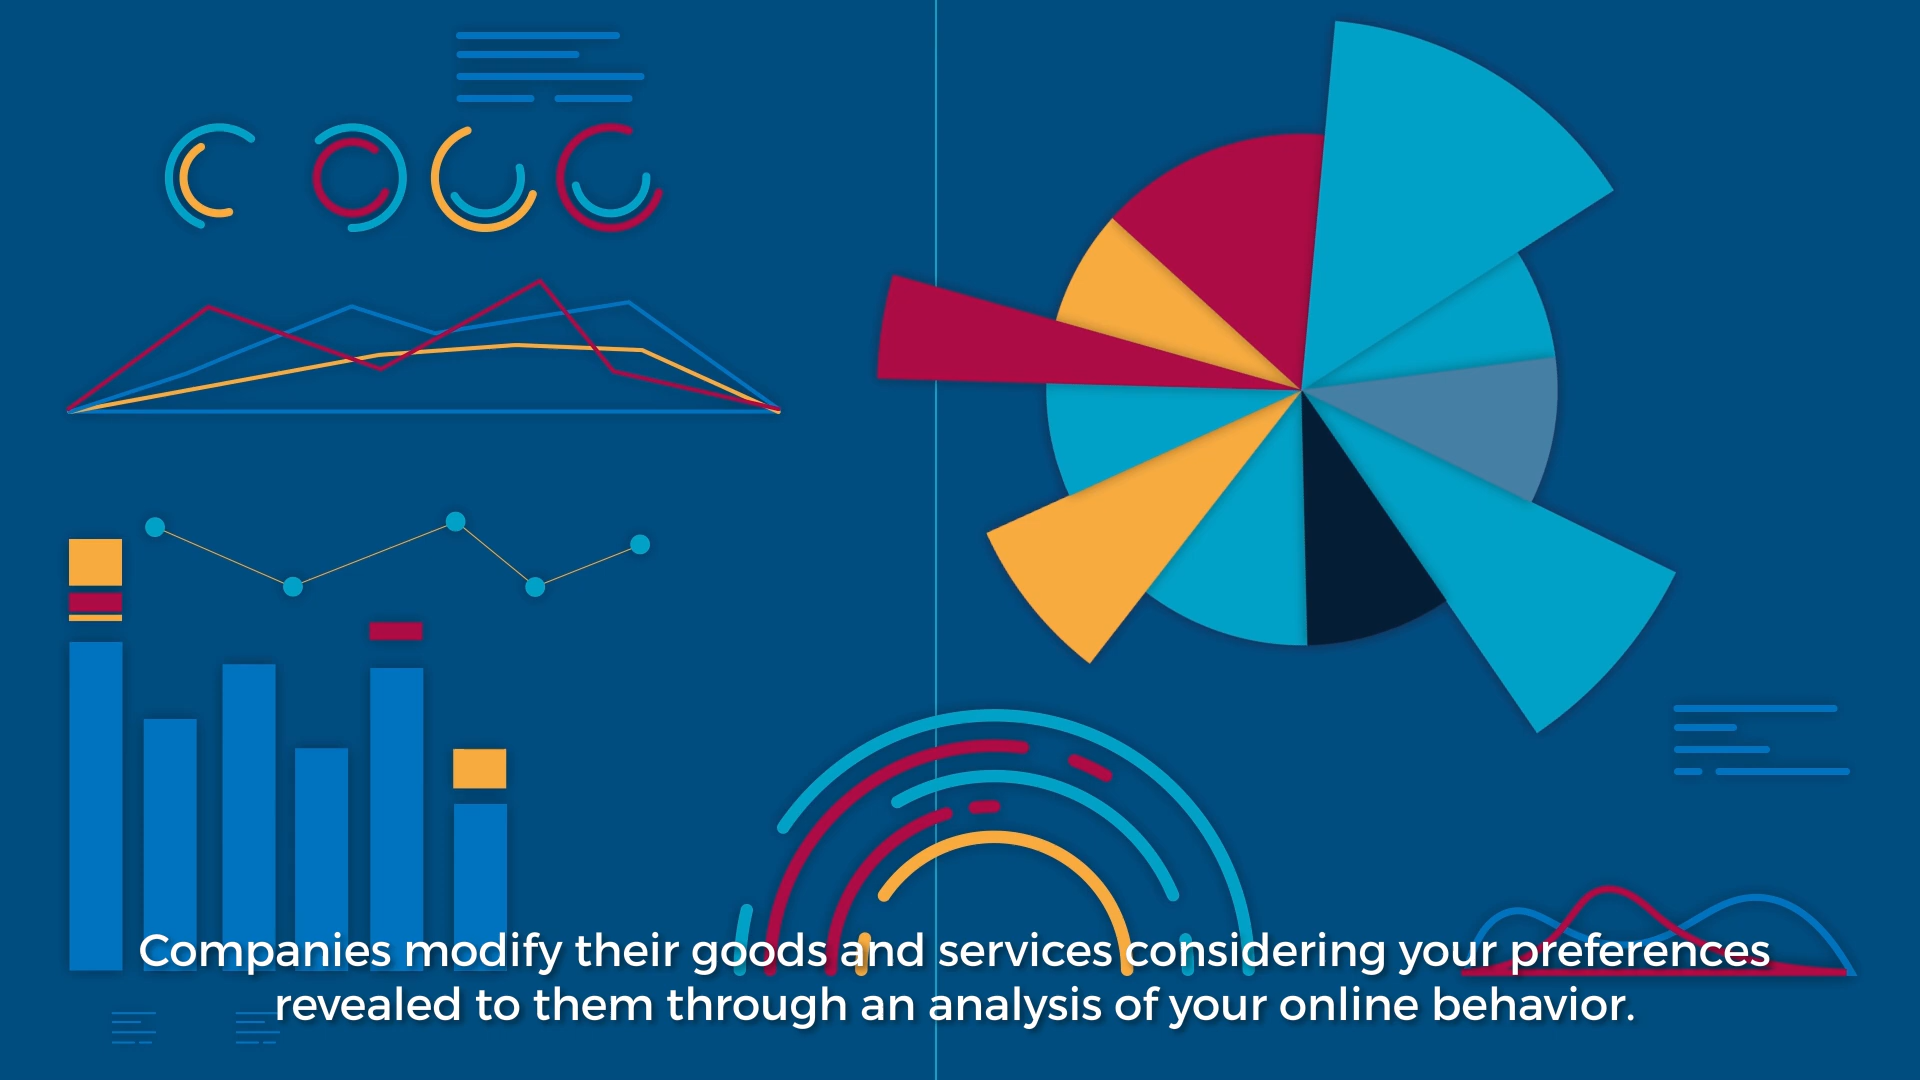 Companies modify their goods and services considering your preferences
revealed to them through an analysis of your online behavior.